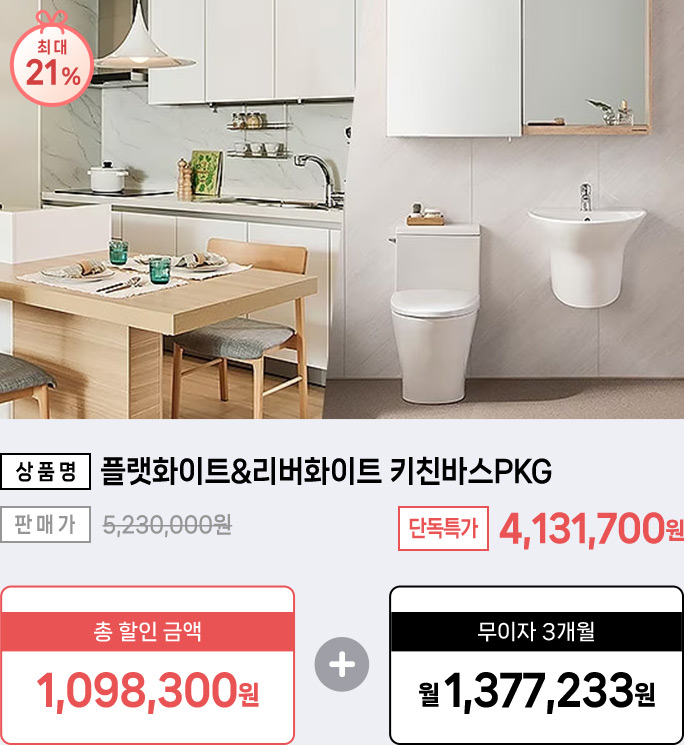 최대
21%
상품명 플랫화이트&리버화이트 키친바스PKG
판매가 5,230,000원 단독특가 4,131,700원
총 할인 금액
1,098,300원
+
무이자 3개월
월 1,377,233원